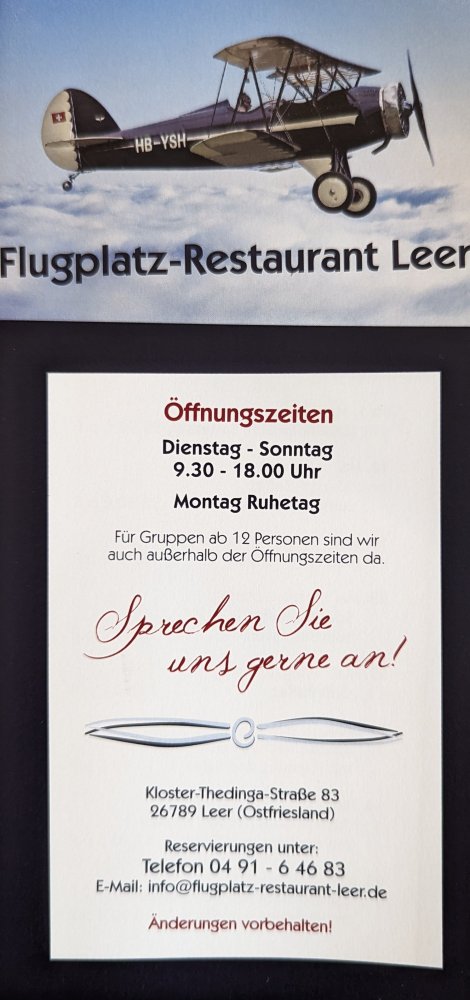 HB-YSH
Flugplatz-Restaurant Leer
Öffnungszeiten
Dienstag - Sonntag
9.30 - 18.00 Uhr
Montag Ruhetag
Für Gruppen ab 12 Personen sind wir
auch außerhalb der Öffnungszeiten da.
Sprechen Sie
uns gerne an!
Kloster-Thedinga-Straße 83
26789 Leer (Ostfriesland)
Reservierungen unter:
Telefon 04 91 - 6 46 83
E-Mail: info@flugplatz-restaurant-leer.de
Änderungen vorbehalten!